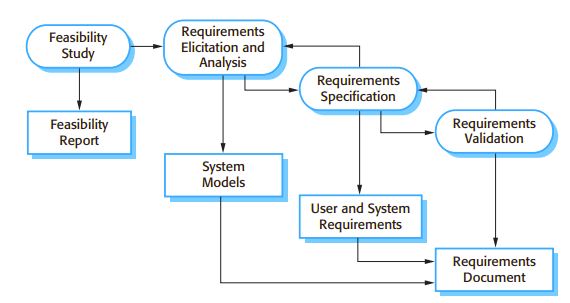 Feasibility
Study
Requirements
Elicitation and
Analysis
Requirements
Specification
Requirements
Validation
Feasibility
Report
System
Models
User and System
Requirements
Requirements
Document